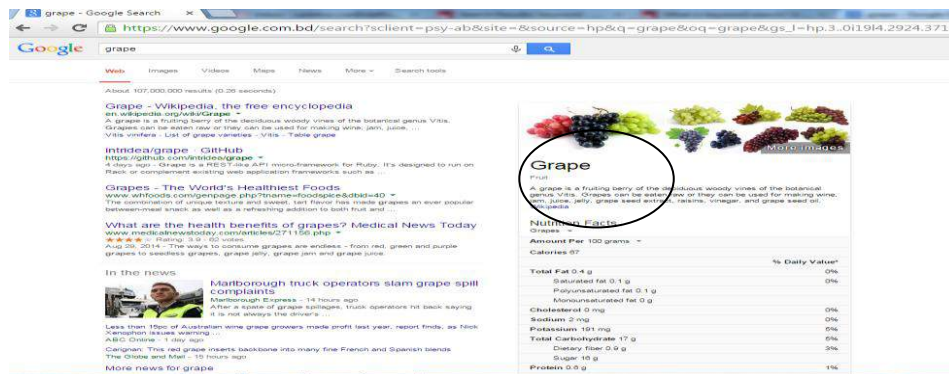 grape - Google Search
https://www.google.com.bd/search?sclient=psy-ab&site=&source=hp&q=grape&oq=grape&gs_l=hp.3..0i19l4.2924.371
Google
grape
Web Images Videos Maps News More Search tools
About 107,000,000 results (0.26 seconds)
Grape - Wikipedia, the free encyclopedia
en.wikipedia.org/wiki/Grape
A grape is a fruiting berry of the deciduous woody vines of the botanical genus Vitis.
Grapes can be eaten raw or they can be used for making wine, jam, juice, ...
Vitis vinifera - List of grape varieties - Vitis - Table grape
intridea/grape · GitHub
https://github.com/intridea/grape
4 days ago - Grape is a REST-like API micro-framework for Ruby. It's designed to run on
Rack or complement existing web application frameworks such as ...
Grapes - The World's Healthiest Foods
www.whfoods.com/genpage.php?tname=foodspice&dbid=40
The combination of unique texture and sweet, tart flavor has made grapes an ever popular
between-meal snack as well as a refreshing addition to both fruit and ...
What are the health benefits of grapes? Medical News Today
www.medicalnewstoday.com/articles/271156.php
Rating: 3.9 - 62 votes
Aug 29, 2014 - The ways to consume grapes are endless - from red, green and purple
grapes to seedless grapes, grape jelly, grape jam and grape juice.
In the news
Marlborough truck operators slam grape spill
complaints
Marlborough Express - 14 hours ago
After a spate of grape spillages, truck operators hit back saying
it is not always the driver's ...
Less than 15pc of Australian wine grape growers made profit last year, report finds, as Nick
Xenophon issues warning ...
ABC Online - 1 day ago
Carignan: This red grape inserts backbone into many fine French and Spanish blends
The Globe and Mail - 15 hours ago
More news for grape
More images
Grape
Fruit
A grape is a fruiting berry of the deciduous woody vines of the botanical
genus Vitis. Grapes can be eaten raw or they can be used for making wine,
jam, juice, jelly, grape seed extract, raisins, vinegar, and grape seed oil.
Wikipedia
Nutrition Facts
Grapes
Amount Per 100 grams
Calories 67
% Daily Value*
Total Fat 0.4 g 0%
Saturated fat 0.1 g 0%
Polyunsaturated fat 0.1 g
Monounsaturated fat 0 g
Cholesterol 0 mg 0%
Sodium 2 mg 0%
Potassium 191 mg 5%
Total Carbohydrate 17 g 5%
Dietary fiber 0.9 g 3%
Sugar 16 g
Protein 0.6 g 1%